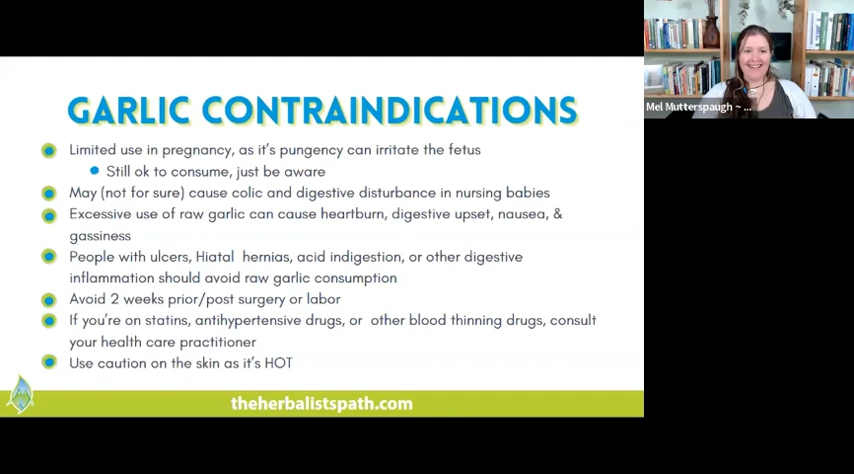 GARLIC CONTRAINDICATIONS
Limited use in pregnancy, as it's pungency can irritate the fetus
Still ok to consume, just be aware
May (not for sure) cause colic and digestive disturbance in nursing babies
Excessive use of raw garlic can cause heartburn, digestive upset, nausea, &
gassiness
People with ulcers, Hiatal hernias, acid indigestion, or other digestive
inflammation should avoid raw garlic consumption
Avoid 2 weeks prior/post surgery or labor
If you're on statins, antihypertensive drugs, or other blood thinning drugs, consult
your health care practitioner
Use caution on the skin as it's HOT
theherbalistspath.com
Mel Mutterspaugh ~ ...